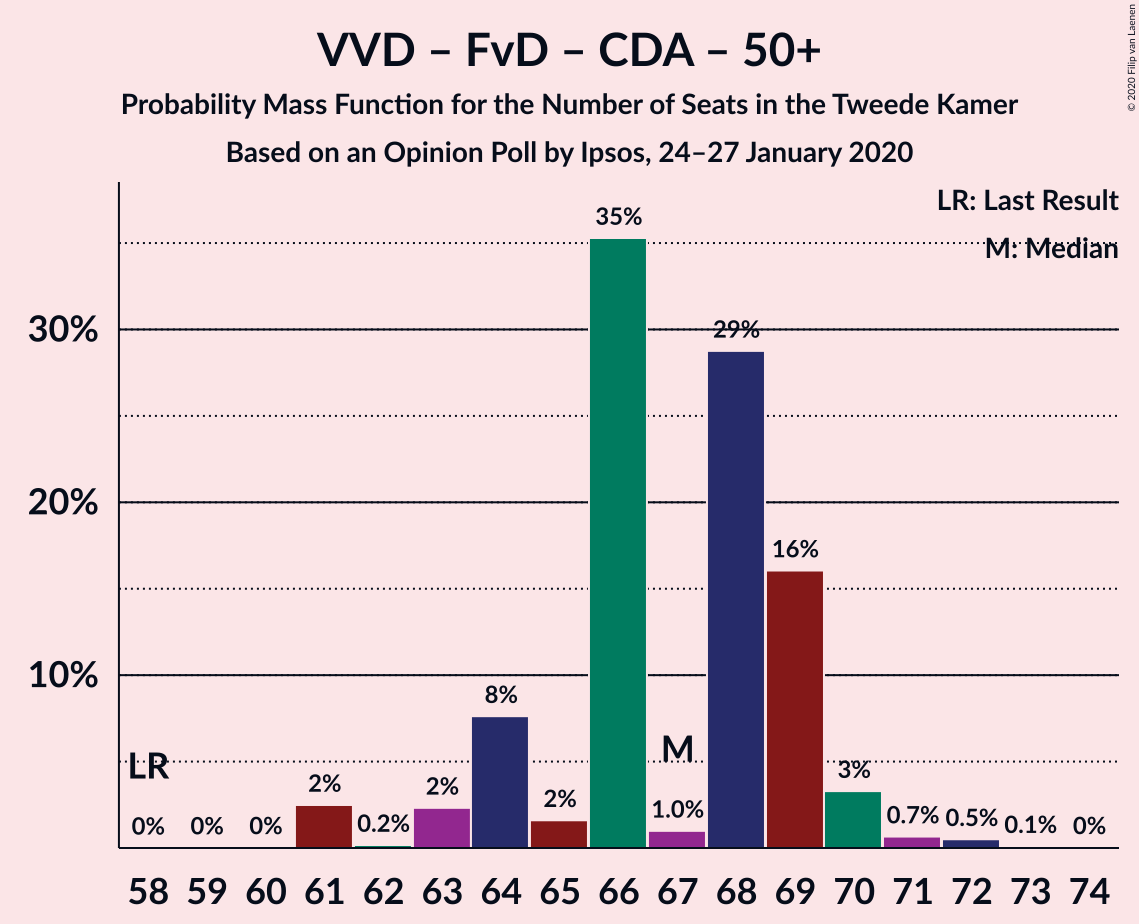 VVD – FvD – CDA – 50+
Probability Mass Function for the Number of Seats in the Tweede Kamer
Based on an Opinion Poll by Ipsos, 24–27 January 2020
© 2020 Filip van Laenen
LR: Last Result
M: Median
35%
30%
29%
20%
16%
10%
8%
LR
M
3%
2%
2%
2%
1.0%
0.7%
0.5%
0.2%
0.1%
0%
0%
0%
0%
58 59 60 61 62 63 64 65 66 67 68 69 70 71 72 73 74